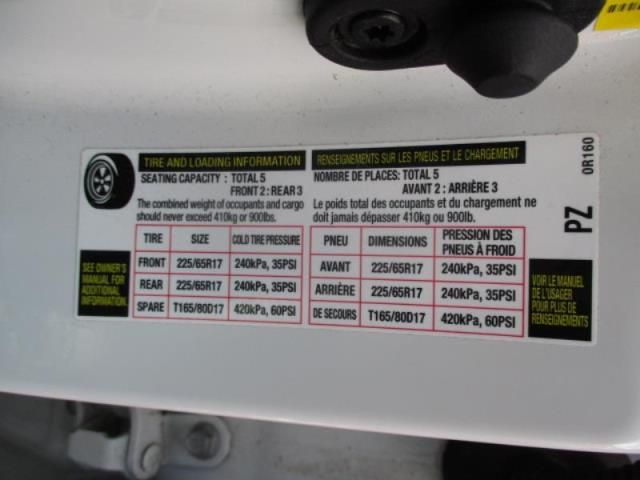 TIRE AND LOADING INFORMATION
SEATING CAPACITY : TOTAL 5
FRONT 2 : REAR 3
The combined weight of occupants and cargo
should never exceed 410kg or 900lbs.
TIRE SIZE COLD TIRE PRESSURE
FRONT 225/65R17 240kPa, 35PSI
REAR 225/65R17 240kPa, 35PSI
SPARE T165/80D17 420kPa, 60PSI
SEE OWNER'S
MANUAL FOR
ADDITIONAL
INFORMATION
RENSEIGNEMENTS SUR LES PNEUS ET LE CHARGEMENT
NOMBRE DE PLACES: TOTAL 5
AVANT 2 : ARRIÈRE 3
Le poids total des occupants et du chargement ne
doit jamais dépasser 410kg ou 900lbs.
PNEU DIMENSIONS PRESSION DES PNEUS À FROID
AVANT 225/65R17 240kPa, 35PSI
ARRIÈRE 225/65R17 240kPa, 35PSI
DE SECOURS T165/80D17 420kPa, 60PSI
VOIR LE MANUEL
DE L'USAGER
POUR PLUS DE
RENSEIGNEMENTS
PZ
0R160